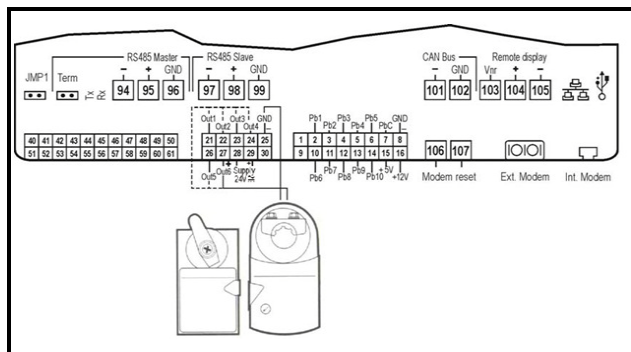 RS485 Master RS485 Slave CAN Bus Remote display
JMP1 Term − + GND − + GND − GND Vnr + −
Tx Rx 94 95 96 97 98 99 101 102 103 104 105
Out1 Out3 GND Pb1 Pb3 Pb5 GND
Out2 Out4 − Pb2 Pb4 PbC −
40 41 42 43 44 45 46 47 48 49 50 21 22 23 24 25 1 2 3 4 5 6 7 8 106 107
51 52 53 54 55 56 57 58 59 60 61 26 27 28 29 30 9 10 11 12 13 14 15 16
Out5 Out6 + Supply 24V Pb6 Pb7 Pb8 Pb9 Pb10 +5V +12V
Modem reset Ext. Modem Int. Modem